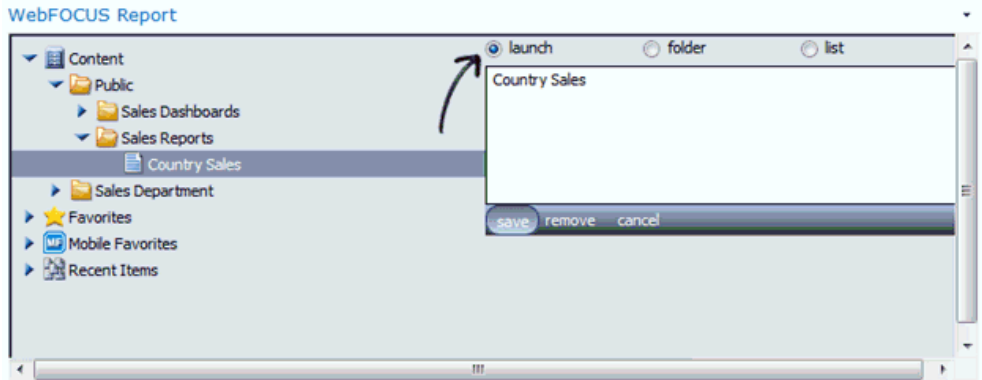 WebFOCUS Report
Content
Public
Sales Dashboards
Sales Reports
Country Sales
Sales Department
Favorites
MF Mobile Favorites
Recent Items
launch folder list
Country Sales
save remove cancel